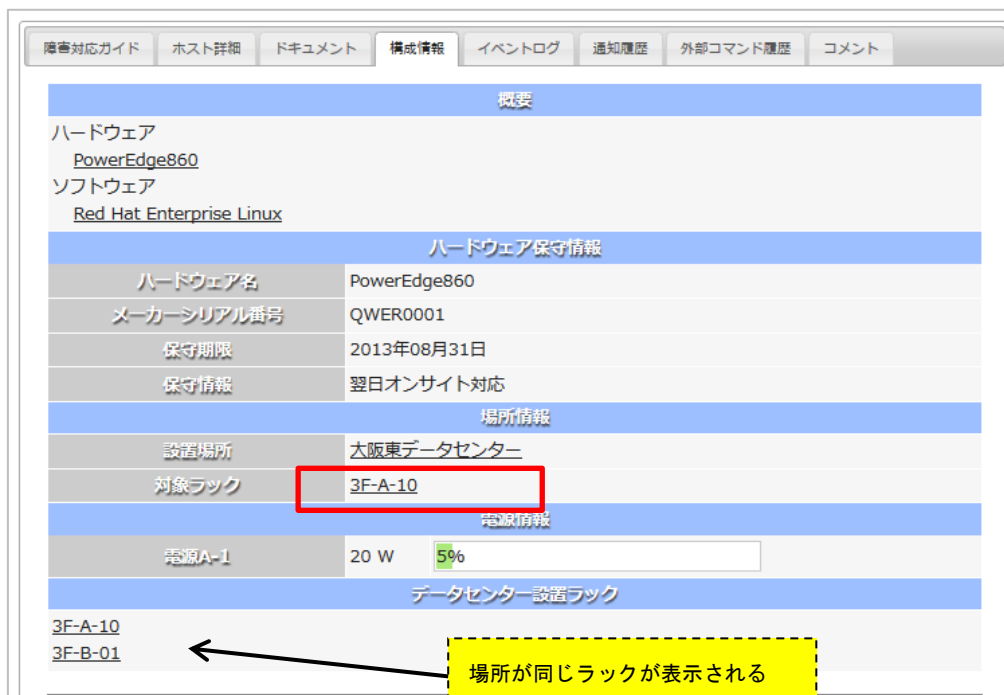 障害対応ガイド ホスト詳細 ドキュメント 構成情報 イベントログ 通知履歴 外部コマンド履歴 コメント
概要
ハードウェア
PowerEdge860
ソフトウェア
Red Hat Enterprise Linux
ハードウェア保守情報
ハードウェア名 PowerEdge860
メーカーシリアル番号 QWER0001
保守期限 2013年08月31日
保守情報 翌日オンサイト対応
場所情報
設置場所 大阪東データセンター
対象ラック 3F-A-10
電源情報
電源A-1 20 W 5%
データセンター設置ラック
3F-A-10
3F-B-01
場所が同じラックが表示される